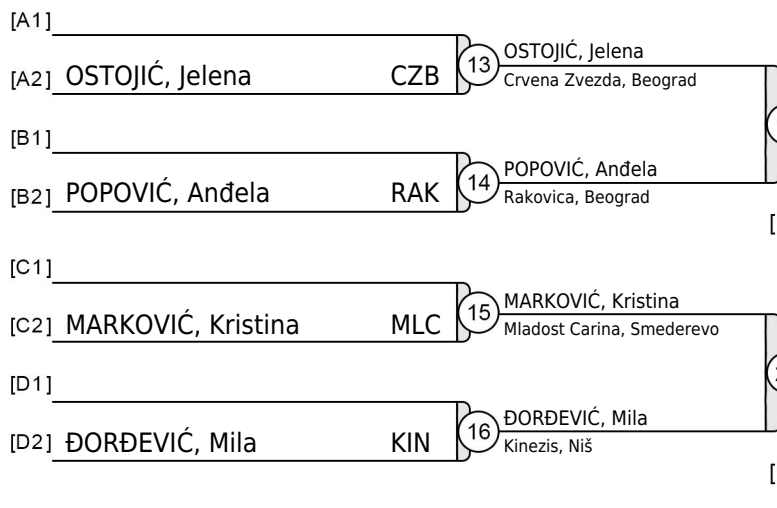 [A1]
[A2] OSTOJIĆ, Jelena CZB
13
OSTOJIĆ, Jelena
Crvena Zvezda, Beograd
[B1]
[B2] POPOVIĆ, Anđela RAK
14
POPOVIĆ, Anđela
Rakovica, Beograd
[C1]
[C2] MARKOVIĆ, Kristina MLC
15
MARKOVIĆ, Kristina
Mladost Carina, Smederevo
[D1]
[D2] ĐORĐEVIĆ, Mila KIN
16
ĐORĐEVIĆ, Mila
Kinezis, Niš
[
[